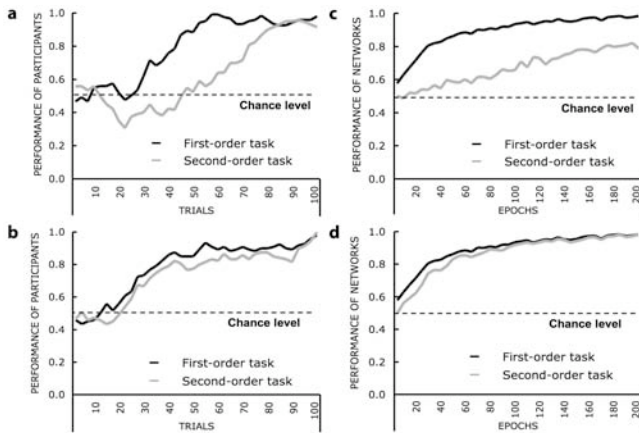 a
PERFORMANCE OF PARTICIPANTS
1.0
0.8
0.6
0.4
0.2
0.0
Chance level
First-order task
Second-order task
10
20
30
40
50
60
70
80
90
100
TRIALS
c
PERFORMANCE OF NETWORKS
1.0
0.8
0.6
0.4
0.2
0.0
Chance level
First-order task
Second-order task
20
40
60
80
100
120
140
160
180
200
EPOCHS
b
PERFORMANCE OF PARTICIPANTS
1.0
0.8
0.6
0.4
0.2
0.0
Chance level
First-order task
Second-order task
10
20
30
40
50
60
70
80
90
100
TRIALS
d
PERFORMANCE OF NETWORKS
1.0
0.8
0.6
0.4
0.2
0.0
Chance level
First-order task
Second-order task
20
40
60
80
100
120
140
160
180
200
EPOCHS